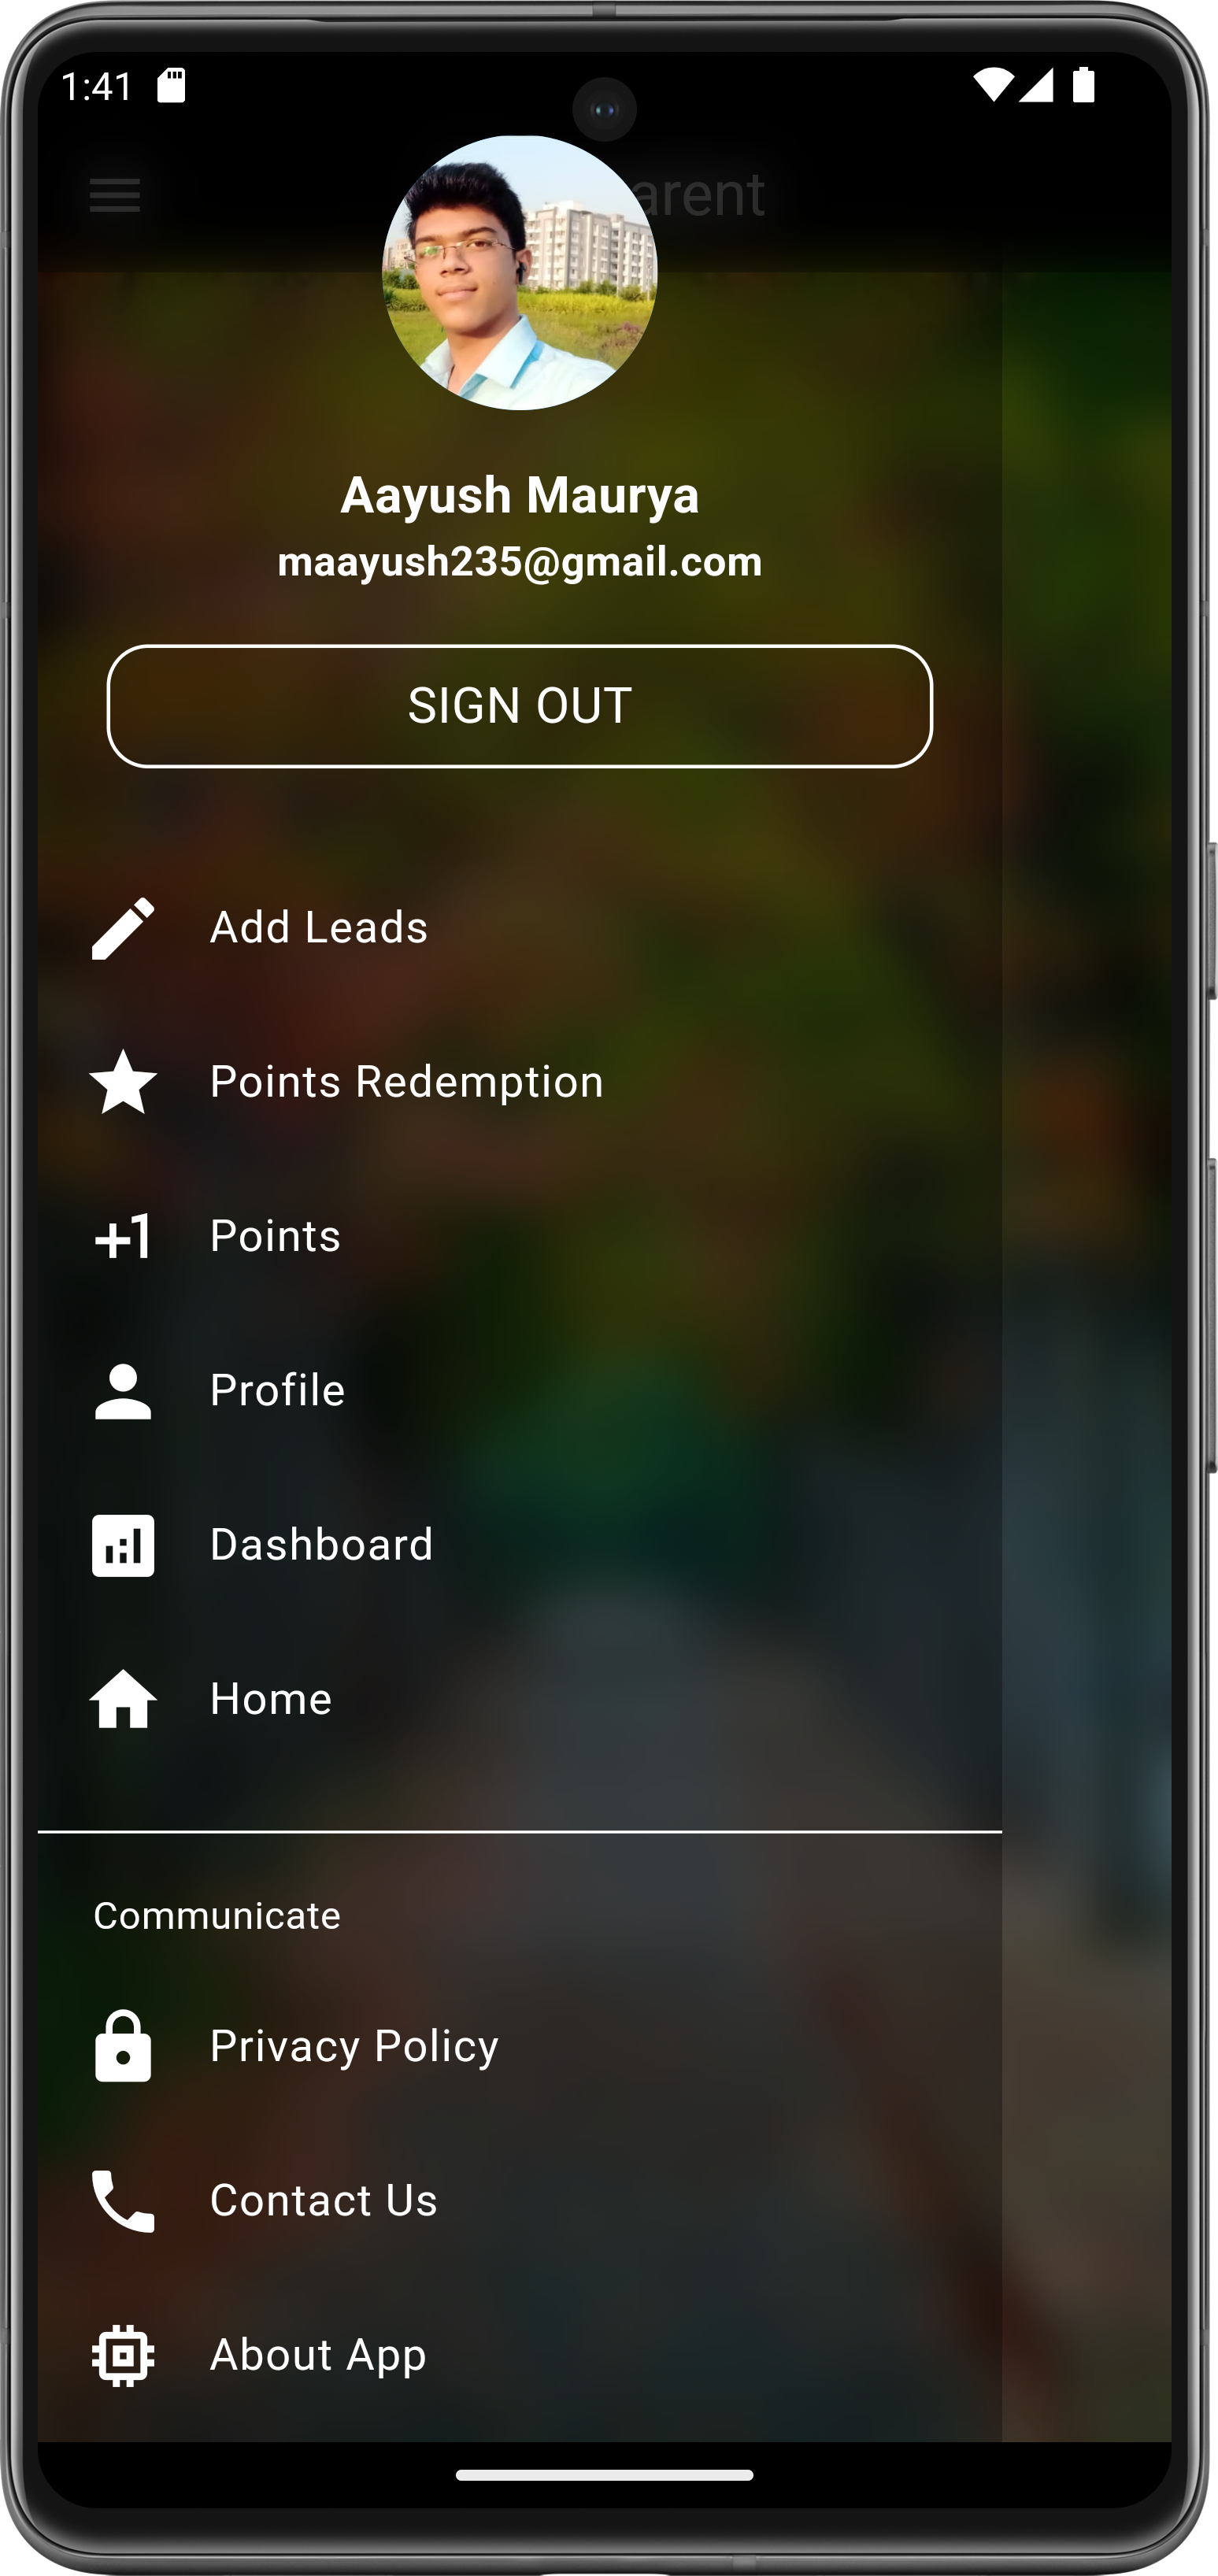 1:41
arent
Aayush Maurya
maayush235@gmail.com
SIGN OUT
Add Leads
Points Redemption
+1 Points
Profile
Dashboard
Home
Communicate
Privacy Policy
Contact Us
About App